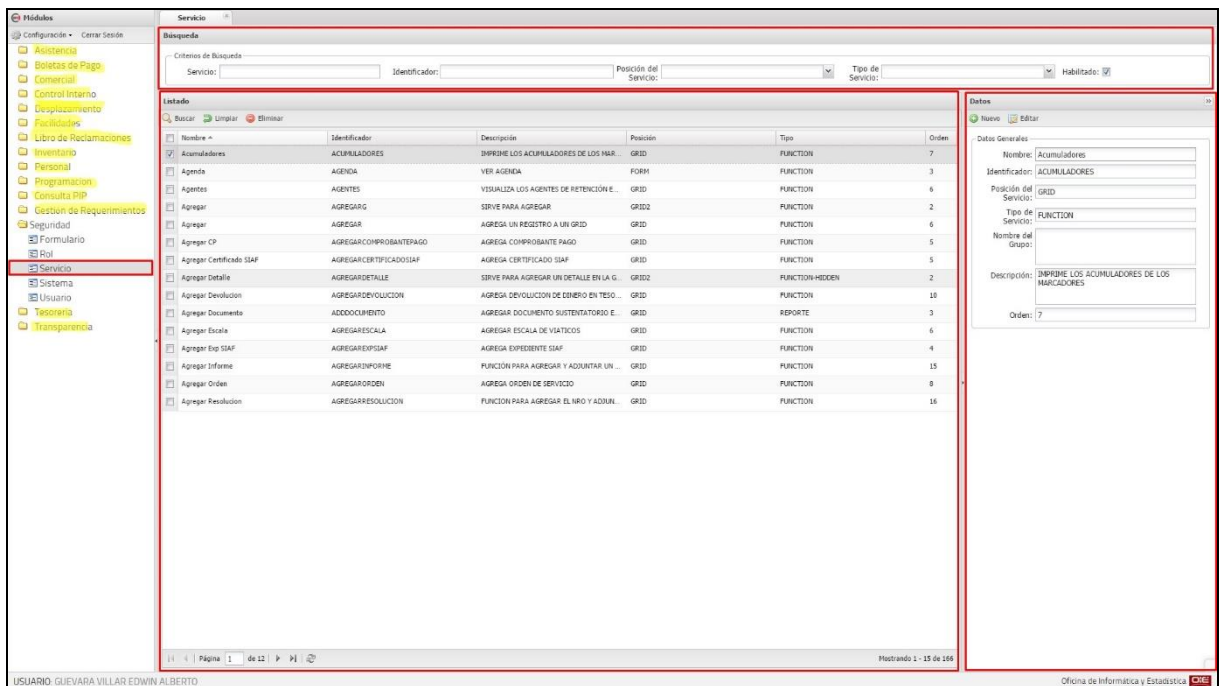 Módulos
Configuración Cerrar Sesión
Asistencia
Boletas de Pago
Comercial
Control Interno
Desplazamiento
Facilidades
Libro de Reclamaciones
Inventario
Personal
Programacion
Consulta PIP
Gestion de Requerimientos
Seguridad
Formulario
Rol
Servicio
Sistema
Usuario
Tesoreria
Transparencia
Servicio
Búsqueda
Criterios de Búsqueda
Servicio: Identificador: Posición del Servicio: Tipo de Servicio: Habilitado:
Listado
Buscar Limpiar Eliminar
Nombre Identificador Descripción Posición Tipo Orden
Acumuladores ACUMULADORES IMPRIME LOS ACUMULADORES DE LOS MAR... GRID FUNCTION 7
Agenda AGENDA VER AGENDA FORM FUNCTION 3
Agentes AGENTES VISUALIZA LOS AGENTES DE RETENCIÓN E... GRID FUNCTION 6
Agregar AGREGARG SIRVE PARA AGREGAR GRID2 FUNCTION 2
Agregar AGREGAR AGREGA UN REGISTRO A UN GRID GRID FUNCTION 6
Agregar CP AGREGARCOMPROBANTEPAGO AGREGA COMPROBANTE PAGO GRID FUNCTION 5
Agregar Certificado SIAF AGREGARCERTIFICADOSIAF AGREGA CERTIFICADO SIAF GRID FUNCTION 5
Agregar Detalle AGREGARDETALLE SIRVE PARA AGREGAR UN DETALLE EN LA G... GRID2 FUNCTION-HIDDEN 2
Agregar Devolucion AGREGARDEVOLUCION AGREGA DEVOLUCION DE DINERO EN TESO... GRID FUNCTION 10
Agregar Documento ADDDOCUMENTO AGREGAR DOCUMENTO SUSTENTATORIO E... GRID REPORTE 3
Agregar Escala AGREGARESCALA AGREGAR ESCALA DE VIATICOS GRID FUNCTION 6
Agregar Exp SIAF AGREGAREXPSIAF AGREGA EXPEDIENTE SIAF GRID FUNCTION 4
Agregar Informe AGREGARINFORME FUNCIÓN PARA AGREGAR Y ADJUNTAR UN ... GRID FUNCTION 15
Agregar Orden AGREGARORDEN AGREGA ORDEN DE SERVICIO GRID FUNCTION 8
Agregar Resolucion AGREGARRESOLUCION FUNCION PARA AGREGAR EL NRO Y ADJUN... GRID FUNCTION 16
Página 1 de 12 Mostrando 1 - 15 de 166
Datos
Nuevo Editar
Datos Generales
Nombre: Acumuladores
Identificador: ACUMULADORES
Posición del Servicio: GRID
Tipo de Servicio: FUNCTION
Nombre del Grupo:
Descripción: IMPRIME LOS ACUMULADORES DE LOS
MARCADORES
Orden: 7
USUARIO: GUEVARA VILLAR EDWIN ALBERTO
Oficina de Informática y Estadística OIE